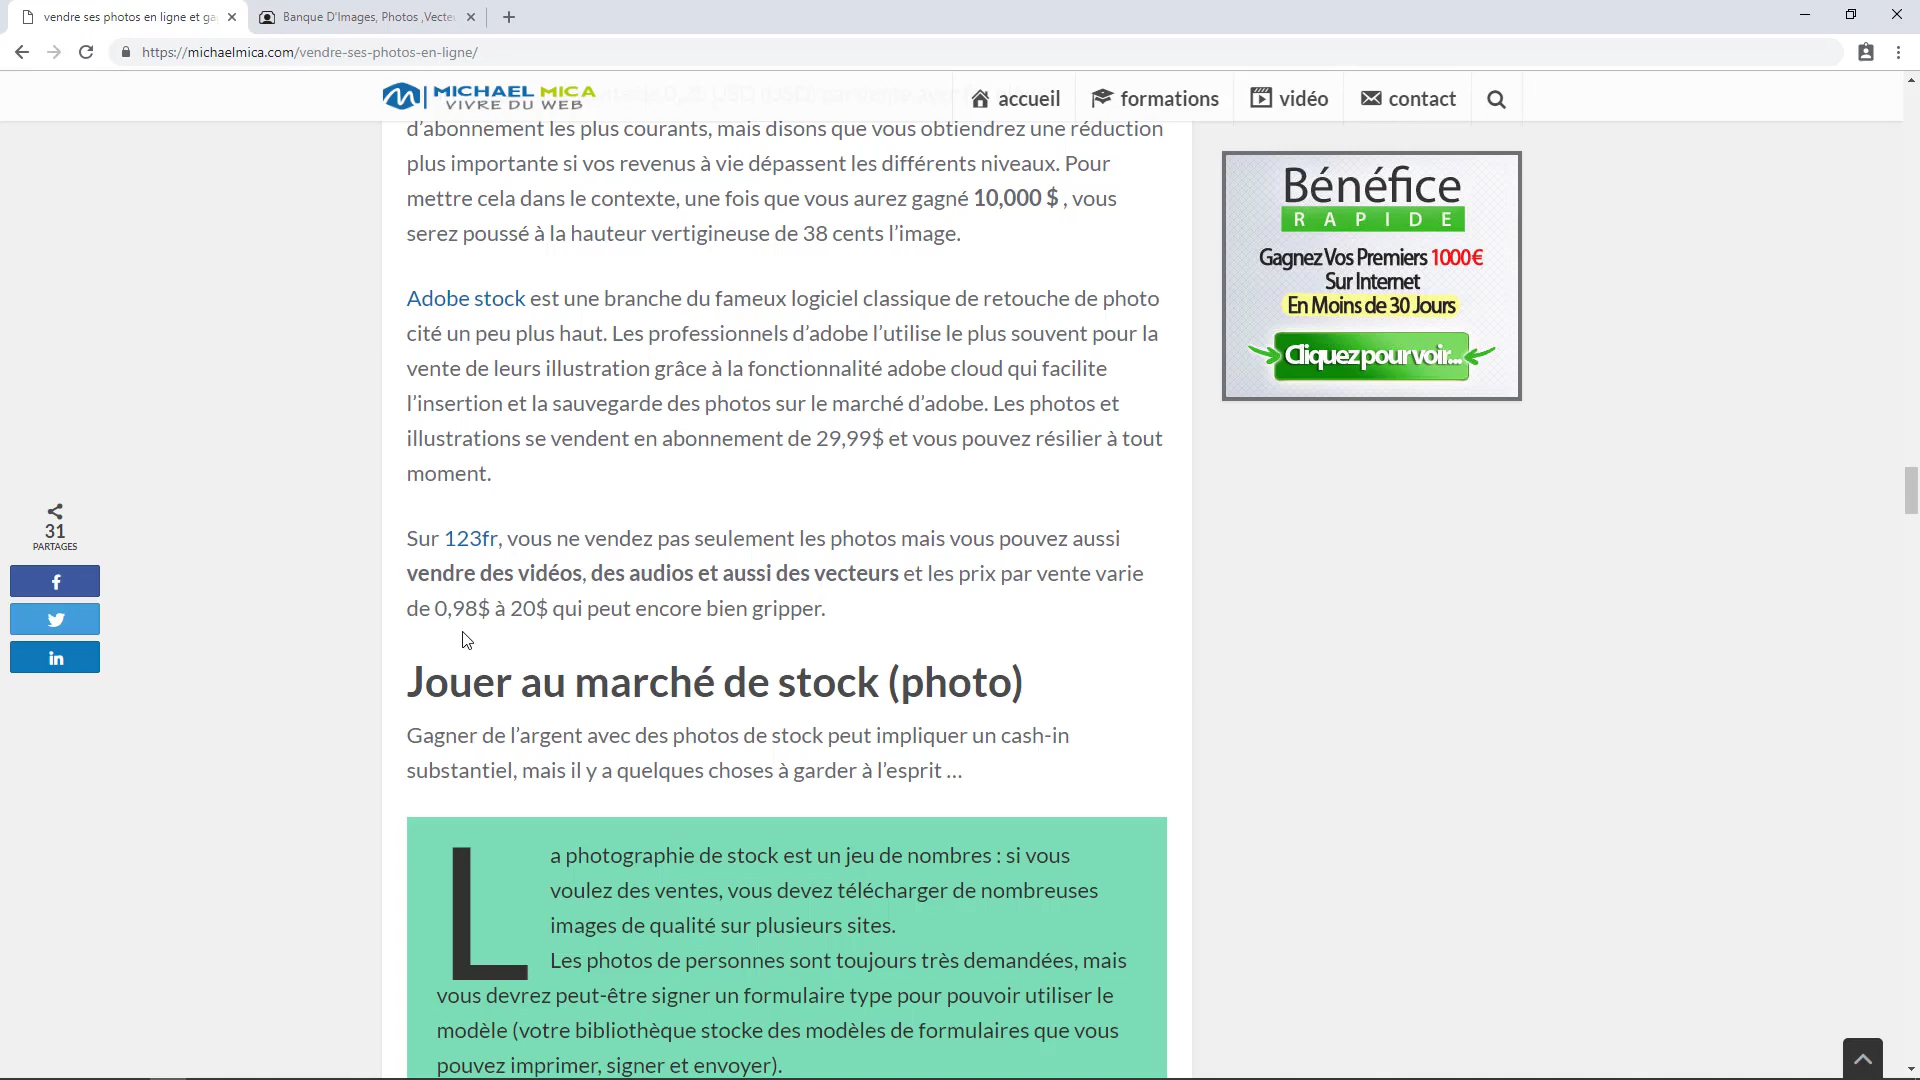 vendre ses photos en ligne et ga
Banque D'Images, Photos ,Vecte
https://michaelmica.com/vendre-ses-photos-en-ligne/
MICHAEL MICA
VIVRE DU WEB
accueil
formations
vidéo
contact
d’abonnement les plus courants, mais disons que vous obtiendrez une réduction
plus importante si vos revenus à vie dépassent les différents niveaux. Pour
mettre cela dans le contexte, une fois que vous aurez gagné 10,000 $ , vous
serez poussé à la hauteur vertigineuse de 38 cents l’image.
Adobe stock est une branche du fameux logiciel classique de retouche de photo
cité un peu plus haut. Les professionnels d’adobe l’utilise le plus souvent pour la
vente de leurs illustration grâce à la fonctionnalité adobe cloud qui facilite
l’insertion et la sauvegarde des photos sur le marché d’adobe. Les photos et
illustrations se vendent en abonnement de 29,99$ et vous pouvez résilier à tout
moment.
Sur 123fr, vous ne vendez pas seulement les photos mais vous pouvez aussi
vendre des vidéos, des audios et aussi des vecteurs et les prix par vente varie
de 0,98$ à 20$ qui peut encore bien gripper.
Jouer au marché de stock (photo)
Gagner de l’argent avec des photos de stock peut impliquer un cash-in
substantiel, mais il y a quelques choses à garder à l’esprit …
La photographie de stock est un jeu de nombres : si vous
voulez des ventes, vous devez télécharger de nombreuses
images de qualité sur plusieurs sites.
Les photos de personnes sont toujours très demandées, mais
vous devrez peut-être signer un formulaire type pour pouvoir utiliser le
modèle (votre bibliothèque stocke des modèles de formulaires que vous
pouvez imprimer, signer et envoyer).
Bénéfice
RAPIDE
Gagnez Vos Premiers 1000€
Sur Internet
En Moins de 30 Jours
Cliquez pour voir...
31
PARTAGES